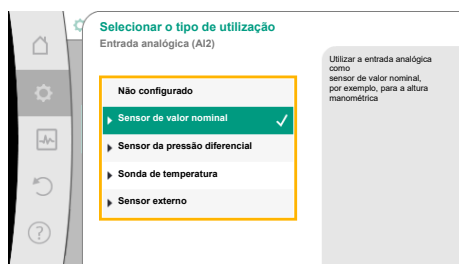 Selecionar o tipo de utilização
Entrada analógica (AI2)
Não configurado
Sensor de valor nominal
Sensor da pressão diferencial
Sonda de temperatura
Sensor externo
Utilizar a entrada analógica
como
sensor de valor nominal,
por exemplo, para a altura
manométrica
?